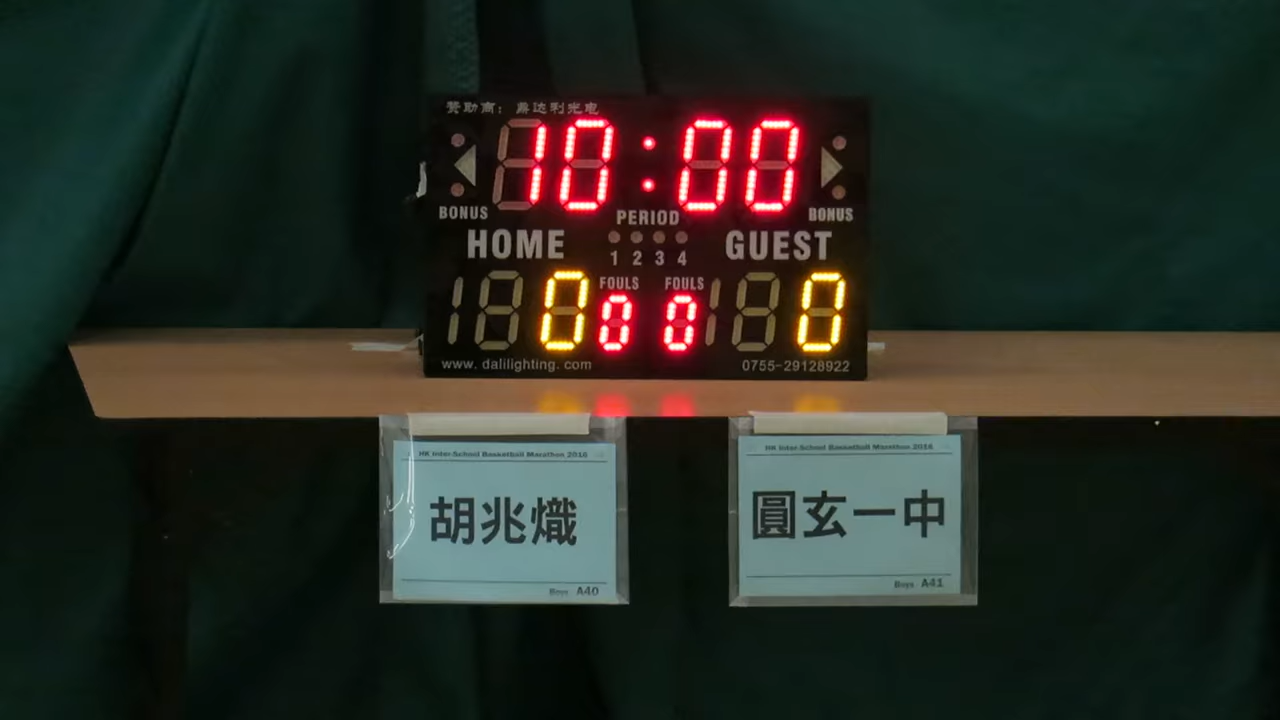 赞助商：鼎达利光电
10:00
BONUS
PERIOD
BONUS
HOME
1 2 3 4
GUEST
FOULS
FOULS
0
0
0
0
www. dalilighting. com
0755-29128922
HK Inter-School Basketball Marathon 2016
胡兆熾
Boys A40
HK Inter-School Basketball Marathon 2016
圓玄一中
Boys A41